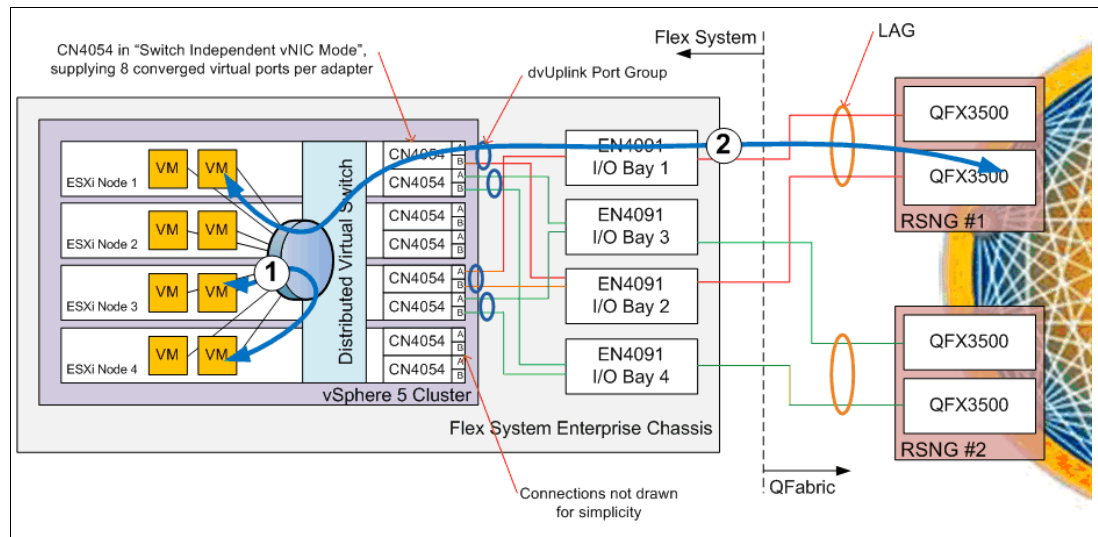 CN4054 in “Switch Independent vNIC Mode”,
supplying 8 converged virtual ports per adapter
dvUplink Port Group
Flex System
LAG
ESXi Node 1
VM
VM
ESXi Node 2
VM
VM
ESXi Node 3
VM
VM
ESXi Node 4
VM
VM
1
Distributed Virtual Switch
CN4054
A
B
CN4054
A
B
CN4054
A
B
CN4054
A
B
CN4054
A
B
CN4054
A
B
CN4054
A
B
CN4054
A
B
vSphere 5 Cluster
Flex System Enterprise Chassis
2
EN4091
I/O Bay 1
EN4091
I/O Bay 3
EN4091
I/O Bay 2
EN4091
I/O Bay 4
QFX3500
QFX3500
RSNG #1
QFX3500
QFX3500
RSNG #2
Connections not drawn
for simplicity
QFabric